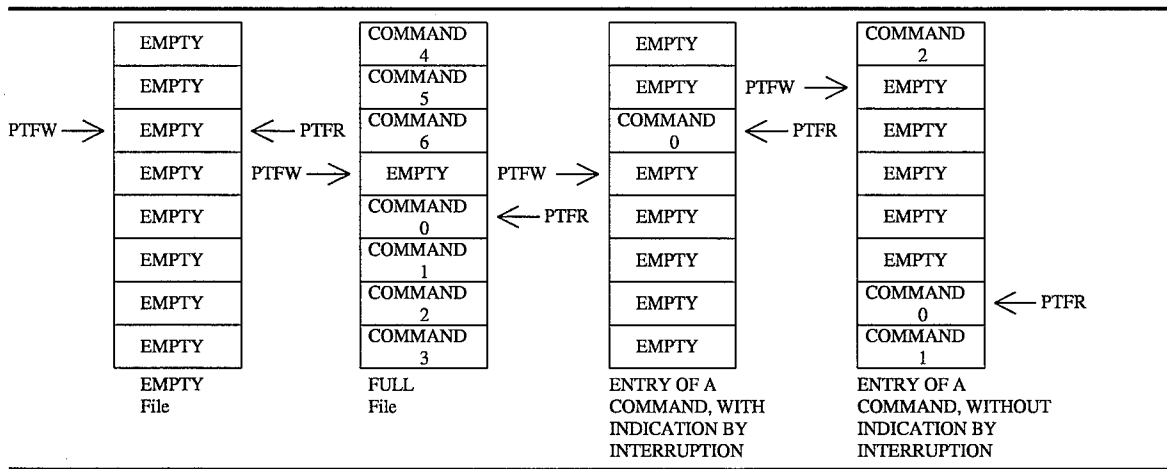 EMPTY
EMPTY
PTFW
EMPTY
PTFR
EMPTY
EMPTY
EMPTY
EMPTY
EMPTY
EMPTY
File
COMMAND
4
COMMAND
5
COMMAND
6
PTFW
EMPTY
COMMAND
0
PTFR
COMMAND
1
COMMAND
2
COMMAND
3
FULL
File
EMPTY
EMPTY
COMMAND
0
PTFR
PTFW
EMPTY
EMPTY
EMPTY
EMPTY
EMPTY
ENTRY OF A
COMMAND, WITH
INDICATION BY
INTERRUPTION
COMMAND
2
PTFW
EMPTY
EMPTY
EMPTY
EMPTY
EMPTY
COMMAND
0
PTFR
COMMAND
1
ENTRY OF A
COMMAND, WITHOUT
INDICATION BY
INTERRUPTION